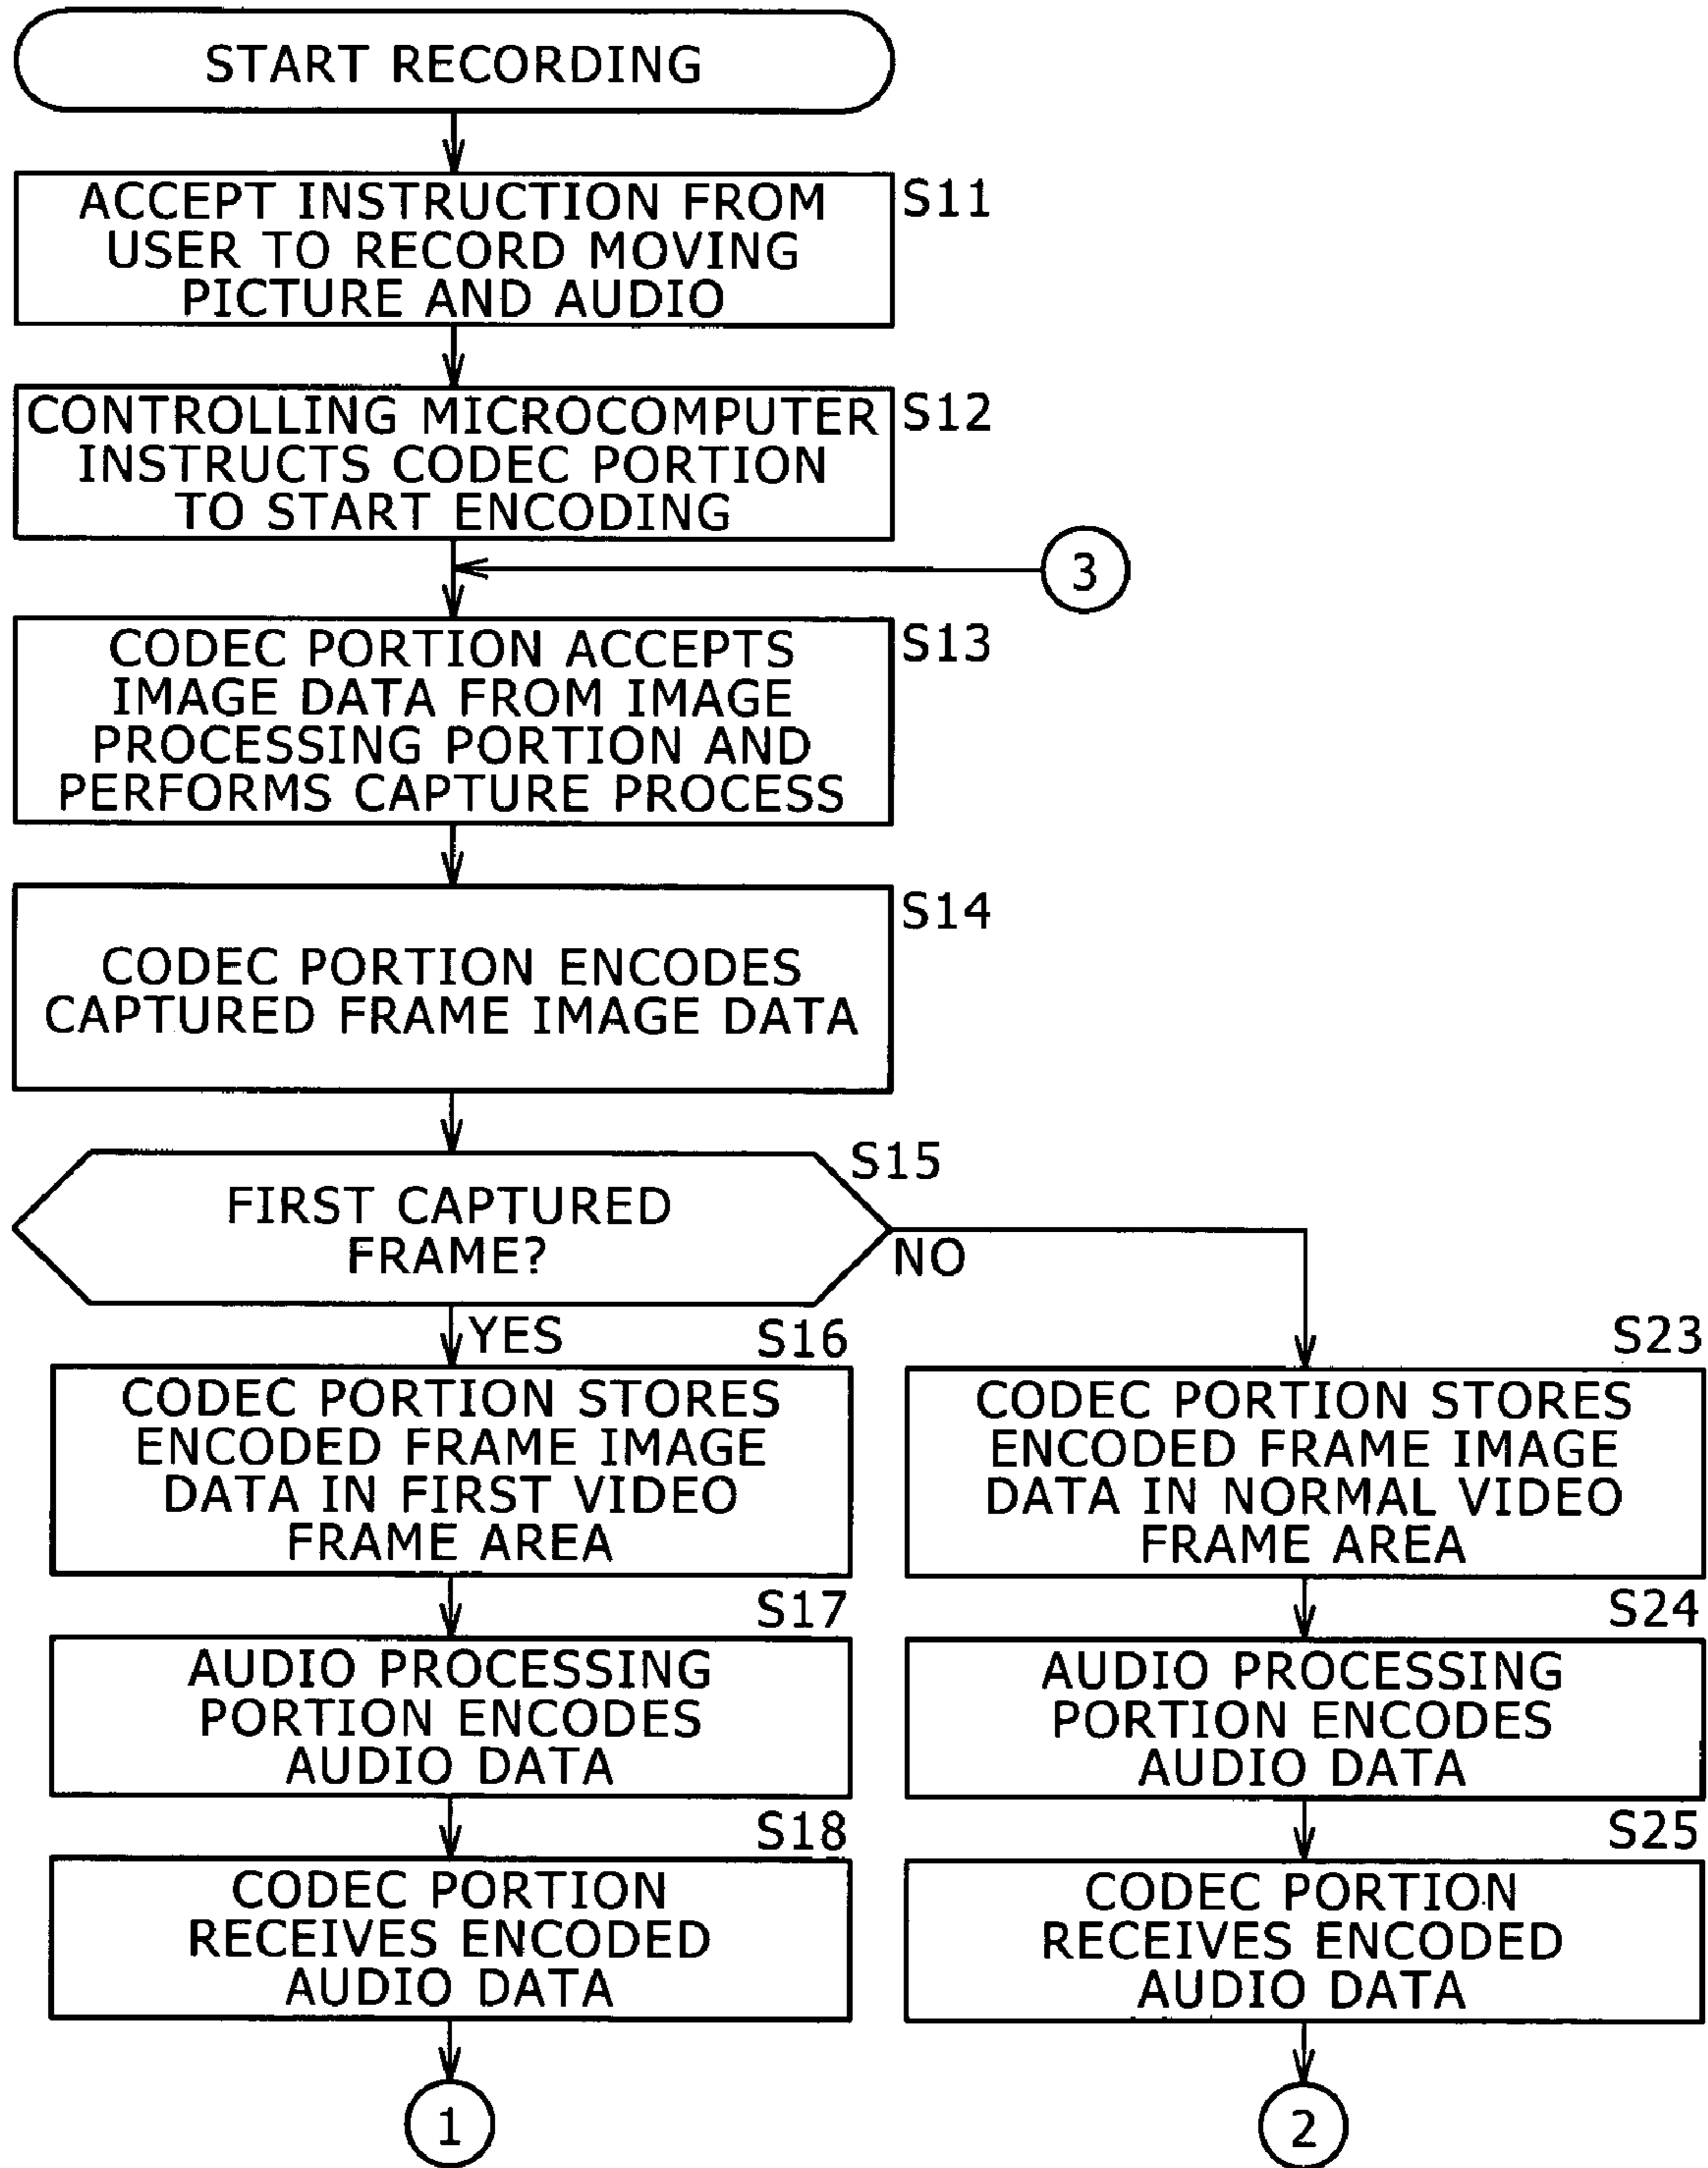 START RECORDING
ACCEPT INSTRUCTION FROM
USER TO RECORD MOVING
PICTURE AND AUDIO
S11
CONTROLLING MICROCOMPUTER
INSTRUCTS CODEC PORTION
TO START ENCODING
S12
3
CODEC PORTION ACCEPTS
IMAGE DATA FROM IMAGE
PROCESSING PORTION AND
PERFORMS CAPTURE PROCESS
S13
CODEC PORTION ENCODES
CAPTURED FRAME IMAGE DATA
S14
FIRST CAPTURED
FRAME?
S15
NO
YES
S16
CODEC PORTION STORES
ENCODED FRAME IMAGE
DATA IN FIRST VIDEO
FRAME AREA
S17
AUDIO PROCESSING
PORTION ENCODES
AUDIO DATA
S18
CODEC PORTION
RECEIVES ENCODED
AUDIO DATA
1
S23
CODEC PORTION STORES
ENCODED FRAME IMAGE
DATA IN NORMAL VIDEO
FRAME AREA
S24
AUDIO PROCESSING
PORTION ENCODES
AUDIO DATA
S25
CODEC PORTION
RECEIVES ENCODED
AUDIO DATA
2